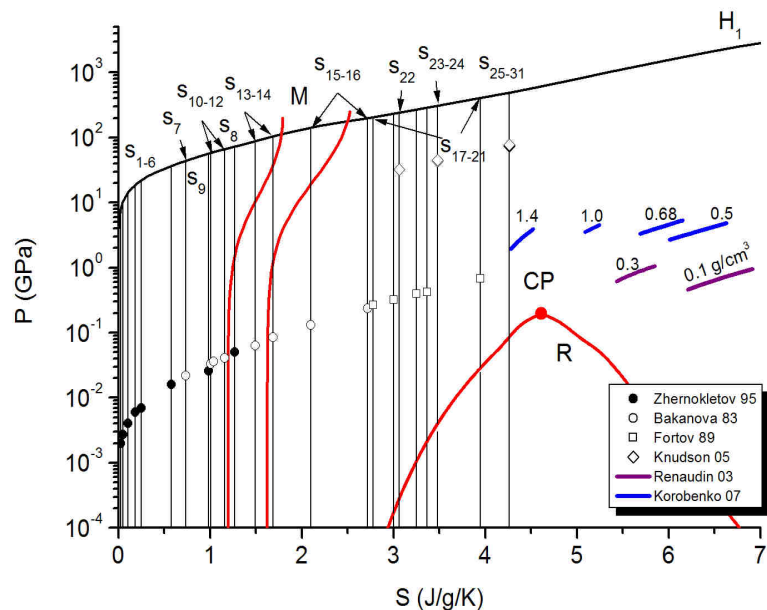 H₁
S₂₃₋₂₄
S₁₅₋₁₆
S₂₂
S₂₅₋₃₁
S₁₃₋₁₄
M
S₁₀₋₁₂
S₇
S₈
S₁₋₆
S₁₇₋₂₁
S₉
10³
10²
10¹
10⁰
10⁻¹
10⁻²
10⁻³
10⁻⁴
P (GPa)
1.4
1.0
0.68
0.5
0.3
0.1 g/cm³
CP
R
Zhernokletov 95
Bakanova 83
Fortov 89
Knudson 05
Renaudin 03
Korobenko 07
0 1 2 3 4 5 6 7
S (J/g/K)